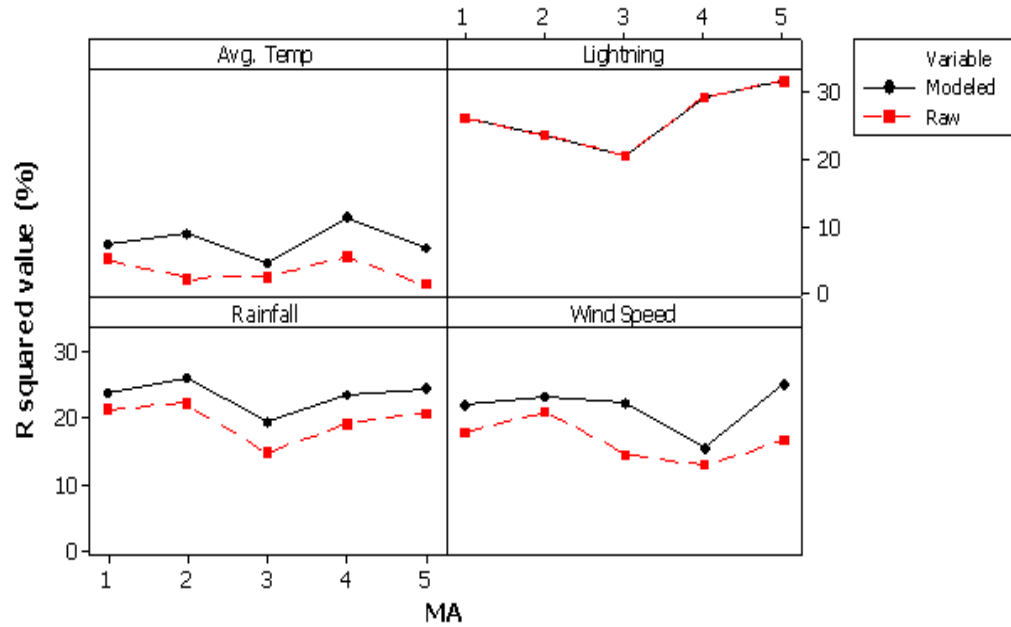 1 2 3 4 5
Avg. Temp
Lightning
Variable
Modeled
Raw
30
20
10
0
R squared value (%)
Rainfall
Wind Speed
30
20
10
0
1 2 3 4 5
MA